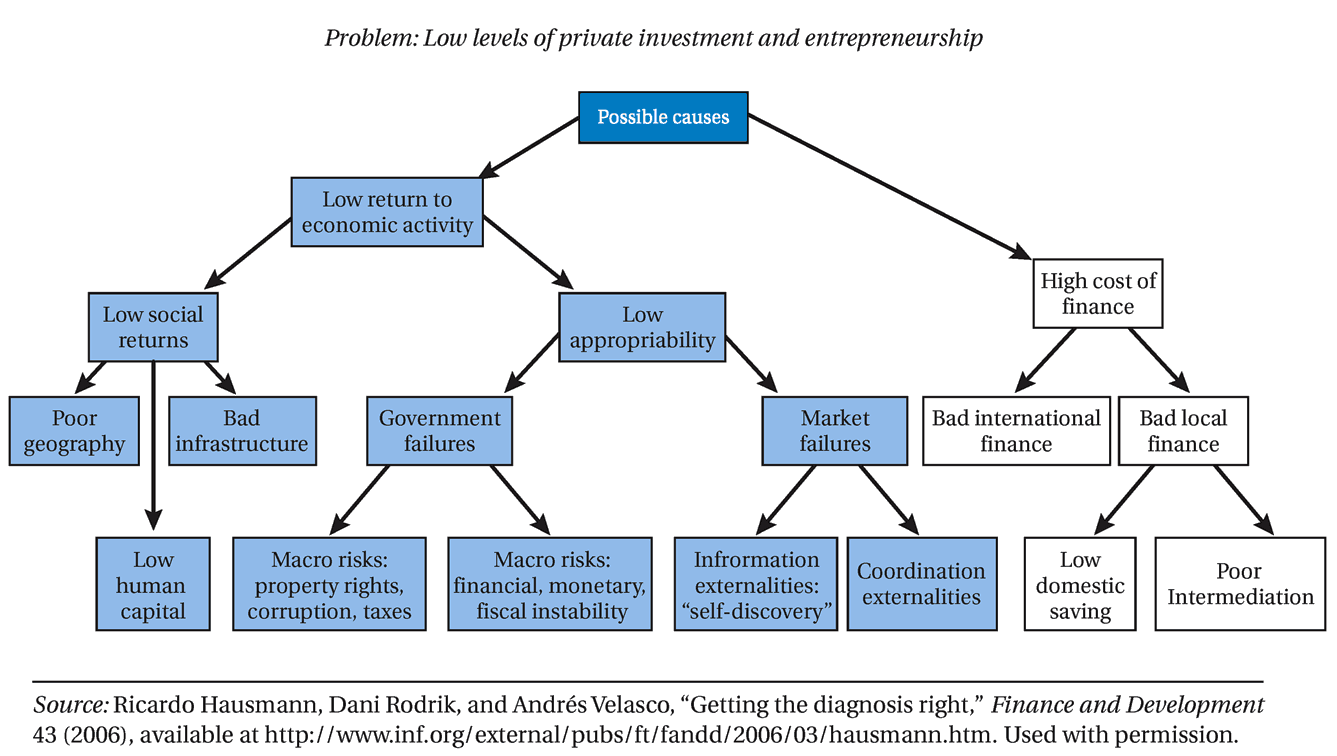 Problem: Low levels of private investment and entrepreneurship
Possible causes
Low return to
economic activity
High cost of
finance
Low social
returns
Low
appropriability
Poor
geography
Bad
infrastructure
Government
failures
Market
failures
Bad international
finance
Bad local
finance
Low
human
capital
Macro risks:
property rights,
corruption, taxes
Macro risks:
financial, monetary,
fiscal instability
Infrormation
externalities:
“self-discovery”
Coordination
externalities
Low
domestic
saving
Poor
Intermediation
Source: Ricardo Hausmann, Dani Rodrik, and Andrés Velasco, “Getting the diagnosis right,” Finance and Development
43 (2006), available at http://www.inf.org/external/pubs/ft/fandd/2006/03/hausmann.htm. Used with permission.